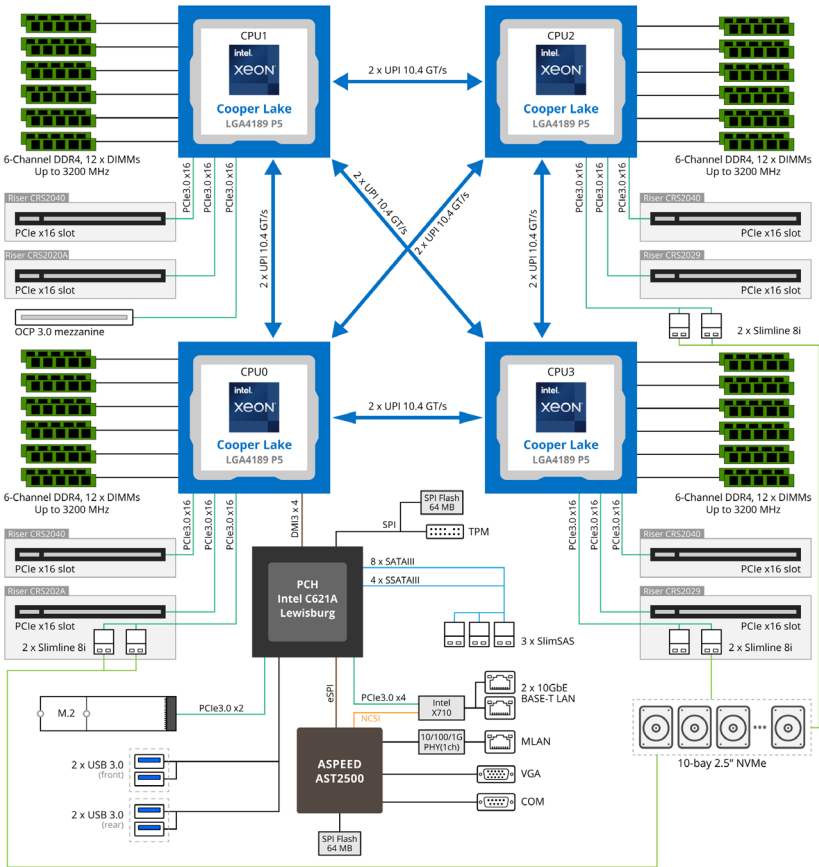 CPU1
intel.
XEON
Cooper Lake
LGA4189 P5
2 x UPI 10.4 GT/s
CPU2
intel.
XEON
Cooper Lake
LGA4189 P5
6-Channel DDR4, 12 x DIMMs
Up to 3200 MHz
6-Channel DDR4, 12 x DIMMs
Up to 3200 MHz
PCIe3.0 x16
PCIe3.0 x16
PCIe3.0 x16
PCIe3.0 x16
PCIe3.0 x16
PCIe3.0 x16
2 x UPI 10.4 GT/s
2 x UPI 10.4 GT/s
2 x UPI 10.4 GT/s
2 x UPI 10.4 GT/s
Riser CRS2040
PCIe x16 slot
Riser CRS2020A
PCIe x16 slot
OCP 3.0 mezzanine
Riser CRS2040
PCIe x16 slot
Riser CRS2029
PCIe x16 slot
2 x Slimline 8i
CPU0
intel.
XEON
Cooper Lake
LGA4189 P5
2 x UPI 10.4 GT/s
CPU3
intel.
XEON
Cooper Lake
LGA4189 P5
6-Channel DDR4, 12 x DIMMs
Up to 3200 MHz
6-Channel DDR4, 12 x DIMMs
Up to 3200 MHz
PCIe3.0 x16
PCIe3.0 x16
PCIe3.0 x16
DMI3 x 4
PCIe3.0 x16
PCIe3.0 x16
PCIe3.0 x16
SPI Flash
64 MB
SPI
TPM
Riser CRS2040
PCIe x16 slot
Riser CRS202A
PCIe x16 slot
2 x Slimline 8i
PCH
Intel C621A
Lewisburg
8 x SATAIII
4 x SSATAIII
3 x SlimSAS
Riser CRS2040
PCIe x16 slot
Riser CRS2029
PCIe x16 slot
2 x Slimline 8i
M.2
PCIe3.0 x2
eSPI
PCIe3.0 x4
NCSI
Intel
X710
2 x 10GbE
BASE-T LAN
10/100/1G
PHY(1ch)
MLAN
ASPEED
AST2500
VGA
COM
SPI Flash
64 MB
2 x USB 3.0
(front)
2 x USB 3.0
(rear)
10-bay 2.5" NVMe